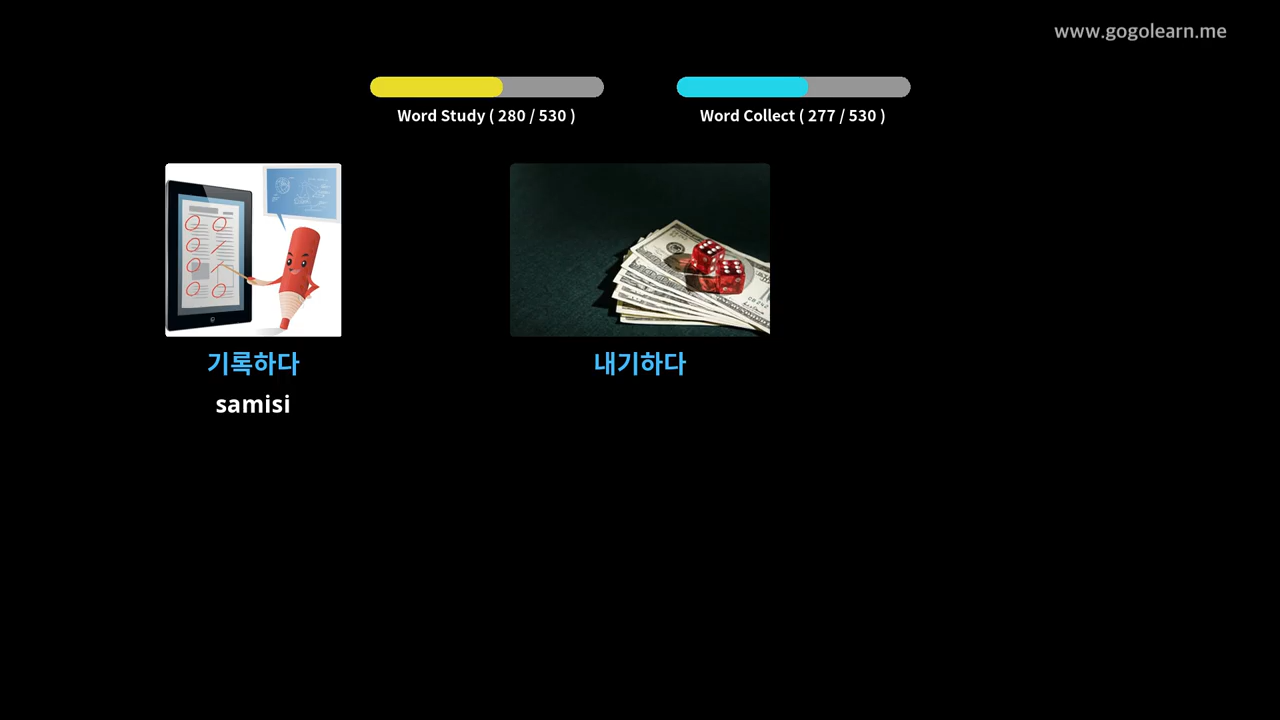 www.gogolearn.me
Word Study ( 280 / 530 )
Word Collect ( 277 / 530 )
기록하다
내기하다
samisi